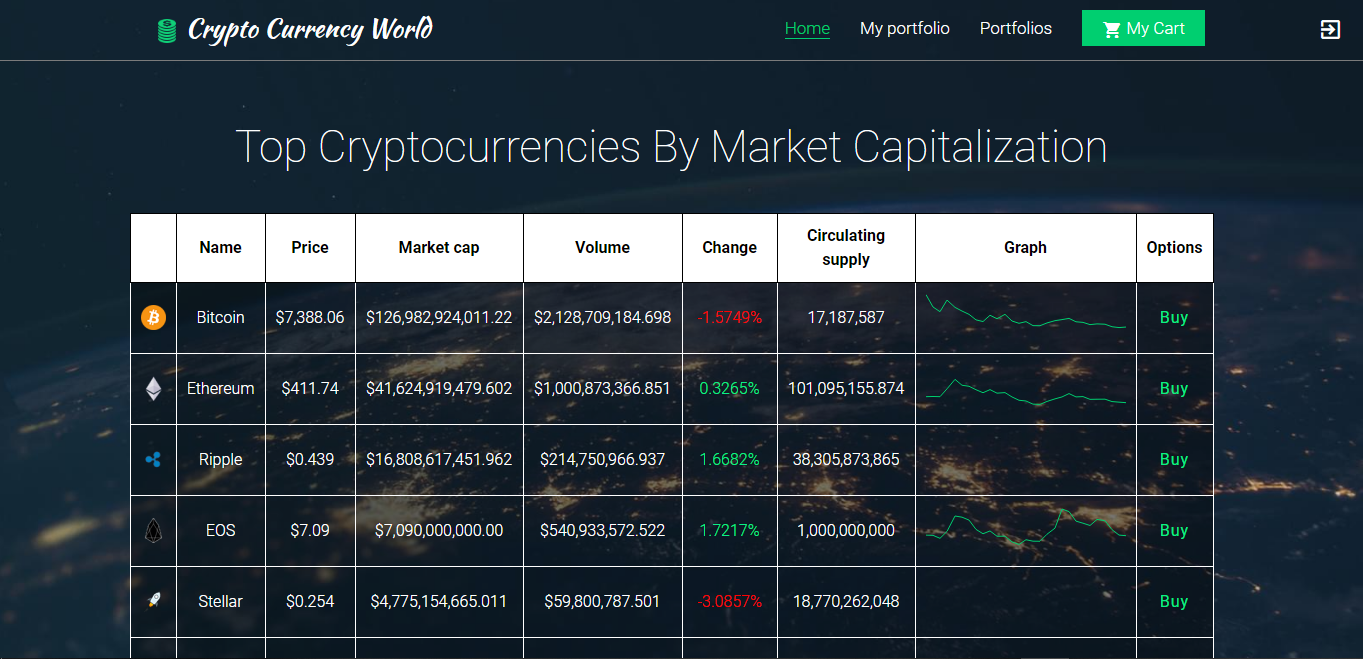 Crypto Currency World
Home My portfolio Portfolios My Cart
Top Cryptocurrencies By Market Capitalization
Name Price Market cap Volume Change Circulating supply Graph Options
Bitcoin $7,388.06 $126,982,924,011.22 $2,128,709,184.698 -1.5749% 17,187,587 Buy
Ethereum $411.74 $41,624,919,479.602 $1,000,873,366.851 0.3265% 101,095,155.874 Buy
Ripple $0.439 $16,808,617,451.962 $214,750,966.937 1.6682% 38,305,873,865 Buy
EOS $7.09 $7,090,000,000.00 $540,933,572.522 1.7217% 1,000,000,000 Buy
Stellar $0.254 $4,775,154,665.011 $59,800,787.501 -3.0857% 18,770,262,048 Buy